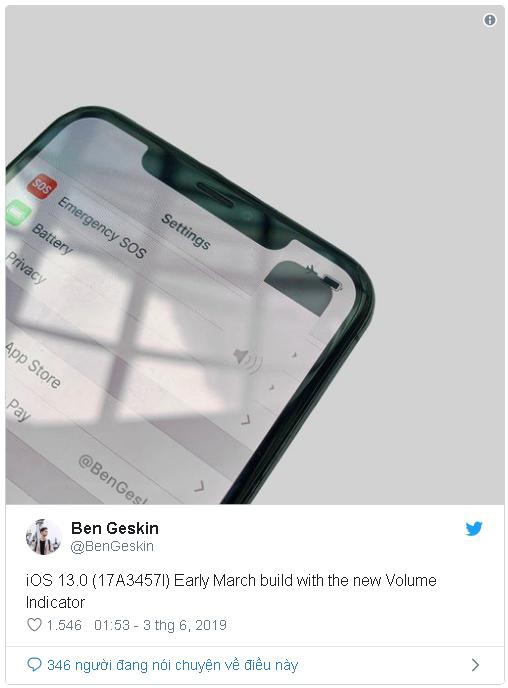 SOS
Emergency SOS
Settings
Battery
Privacy
App Store
Pay
@BenGesk
Ben Geskin
@BenGeskin
iOS 13.0 (17A3457l) Early March build with the new Volume
Indicator
1.546 01:53 - 3 thg 6, 2019
346 người đang nói chuyện về điều này